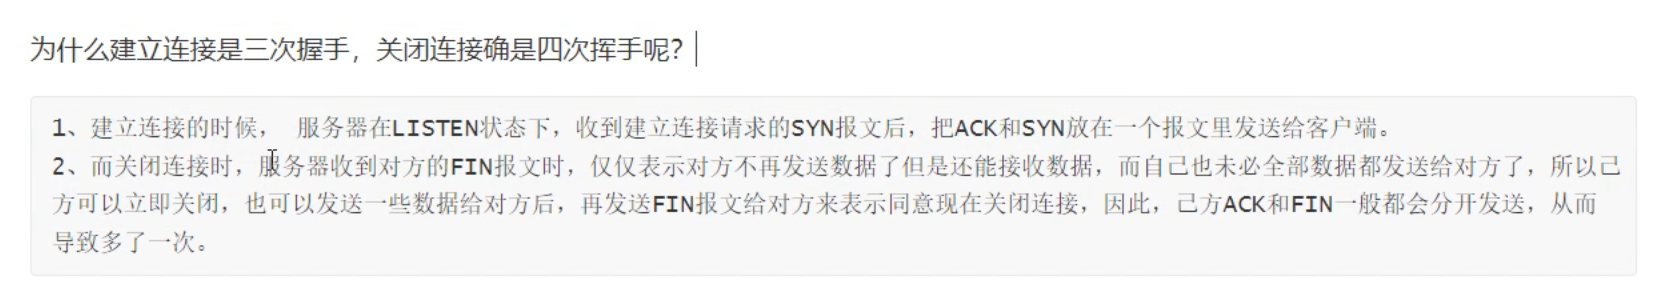 为什么建立连接是三次握手，关闭连接确是四次挥手呢？
1、建立连接的时候， 服务器在LISTEN状态下，收到建立连接请求的SYN报文后，把ACK和SYN放在一个报文里发送给客户端。
2、而关闭连接时，服务器收到对方的FIN报文时，仅仅表示对方不再发送数据了但是还能接收数据，而自己也未必全部数据都发送给对方了，所以己
方可以立即关闭，也可以发送一些数据给对方后，再发送FIN报文给对方来表示同意现在关闭连接，因此，己方ACK和FIN一般都会分开发送，从而
导致多了一次。